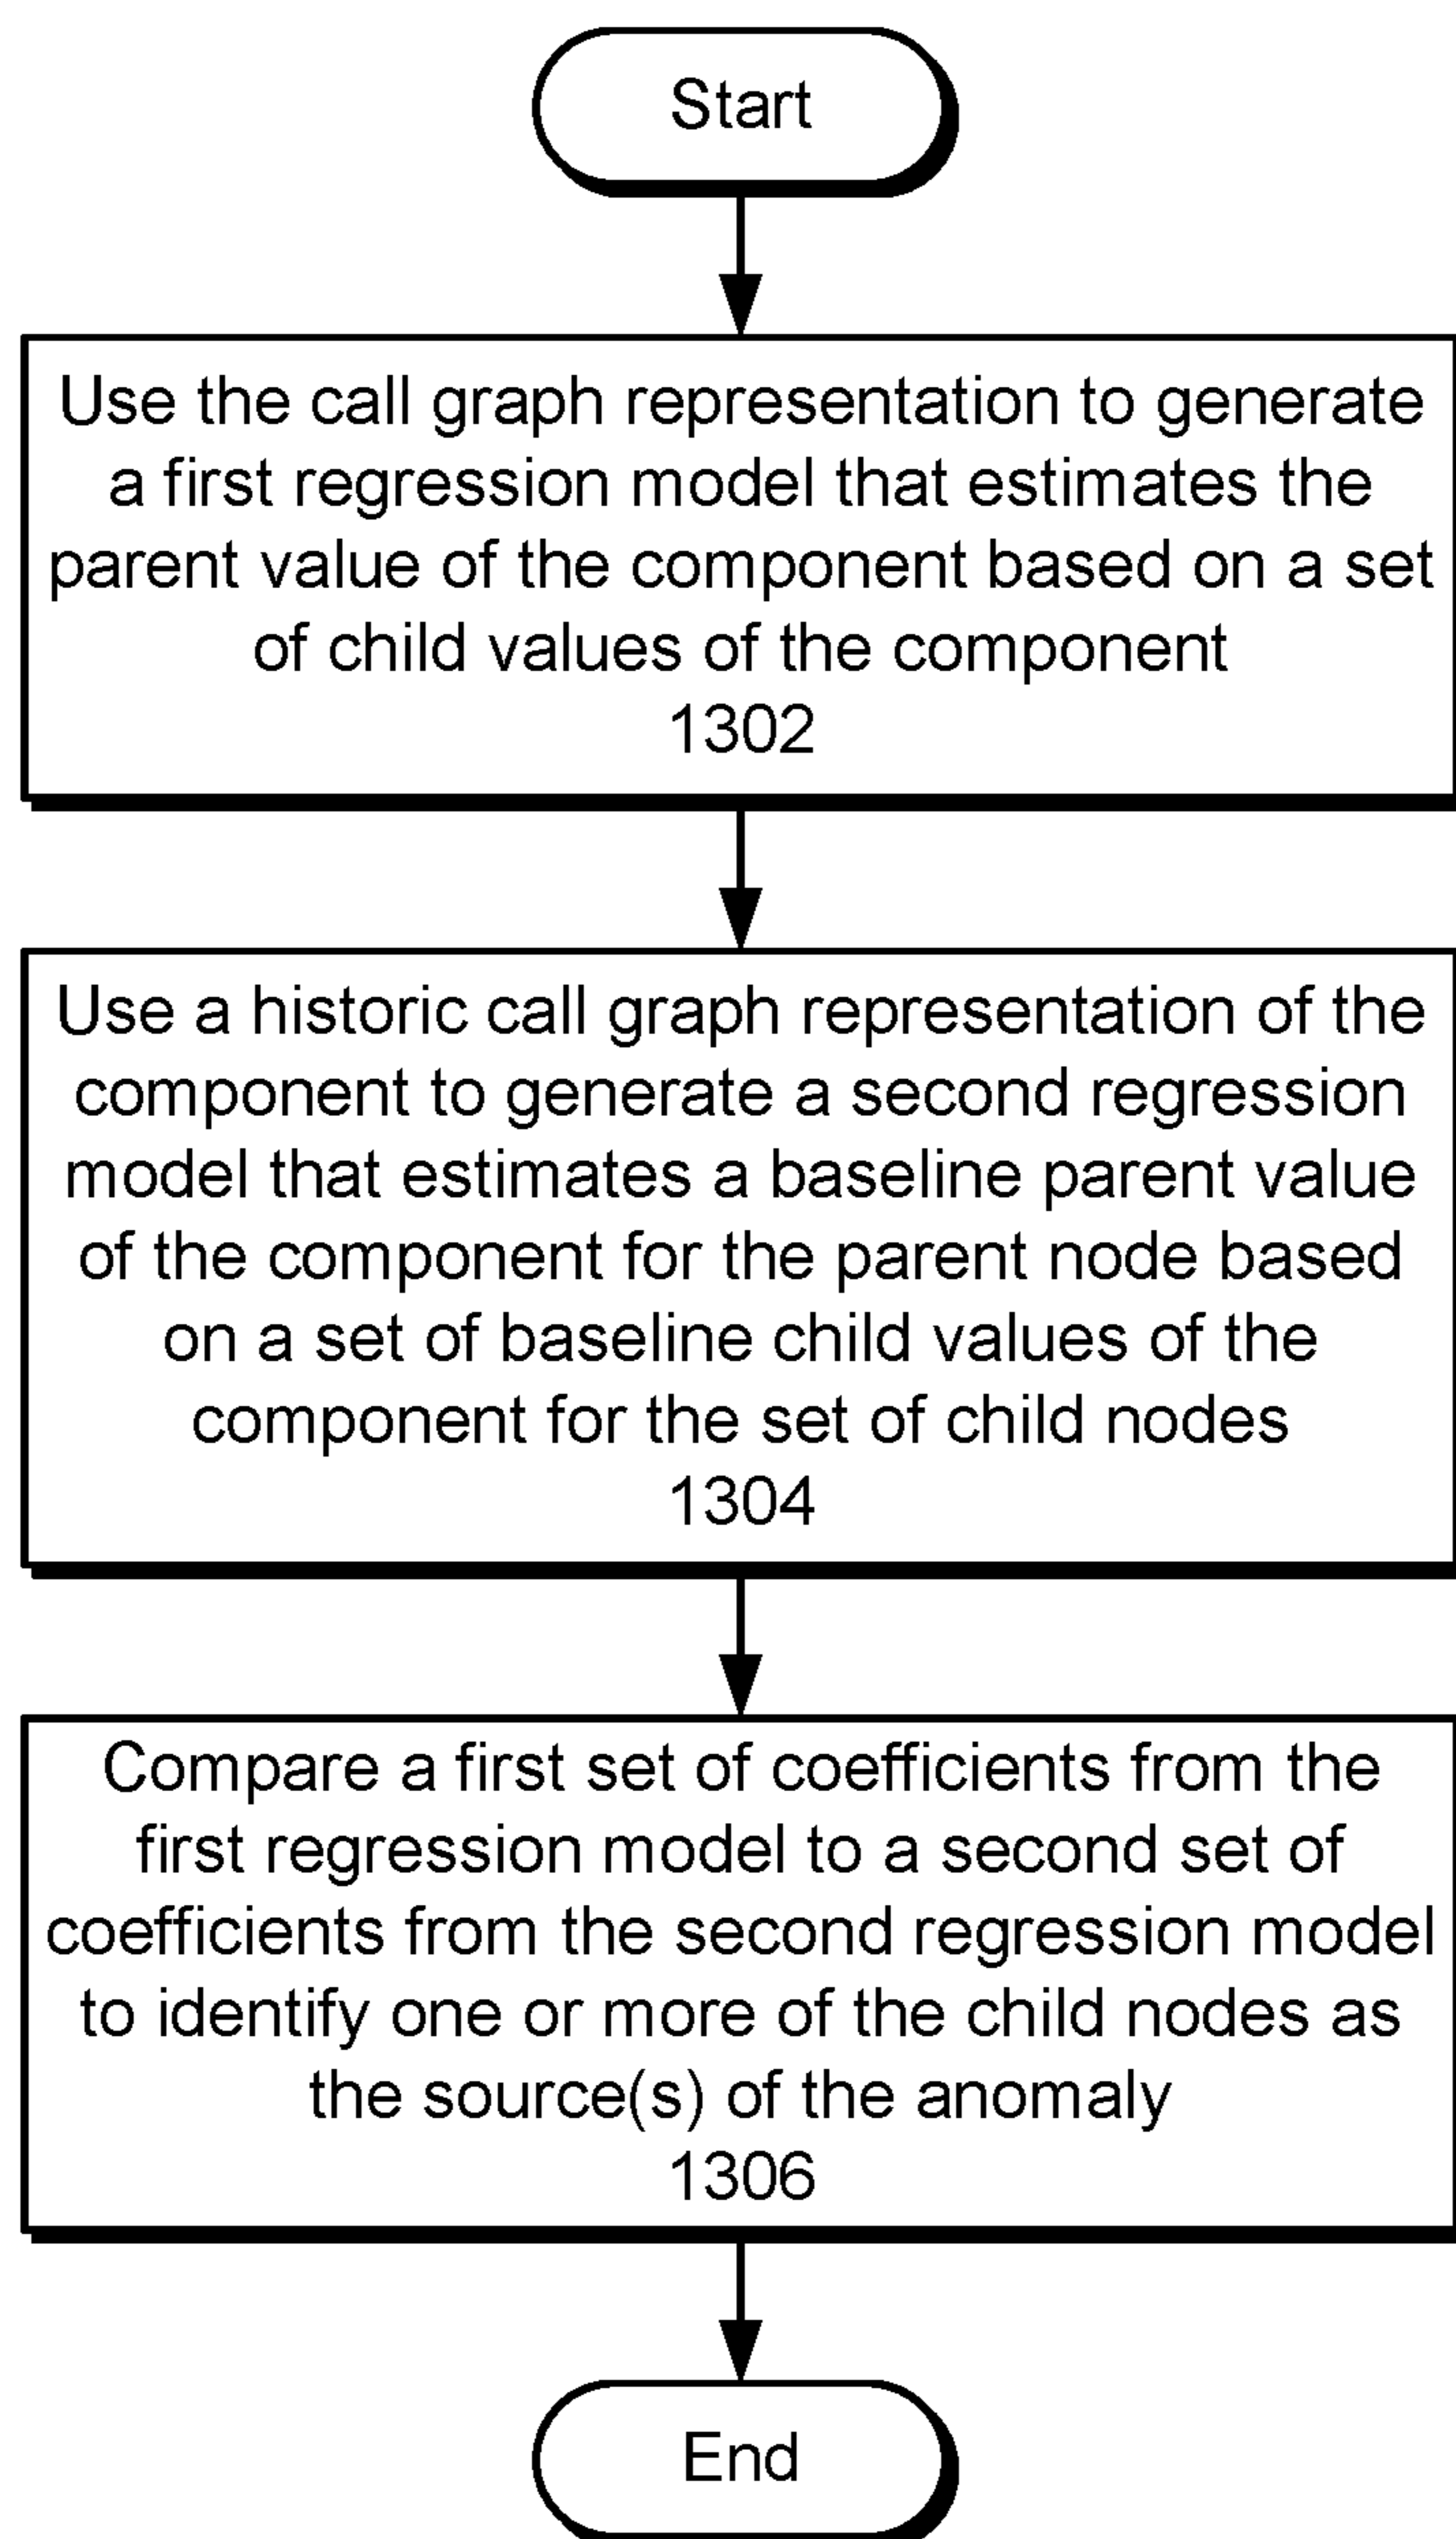 Start
Use the call graph representation to generate
a first regression model that estimates the
parent value of the component based on a set
of child values of the component
1302
Use a historic call graph representation of the
component to generate a second regression
model that estimates a baseline parent value
of the component for the parent node based
on a set of baseline child values of the
component for the set of child nodes
1304
Compare a first set of coefficients from the
first regression model to a second set of
coefficients from the second regression model
to identify one or more of the child nodes as
the source(s) of the anomaly
1306
End